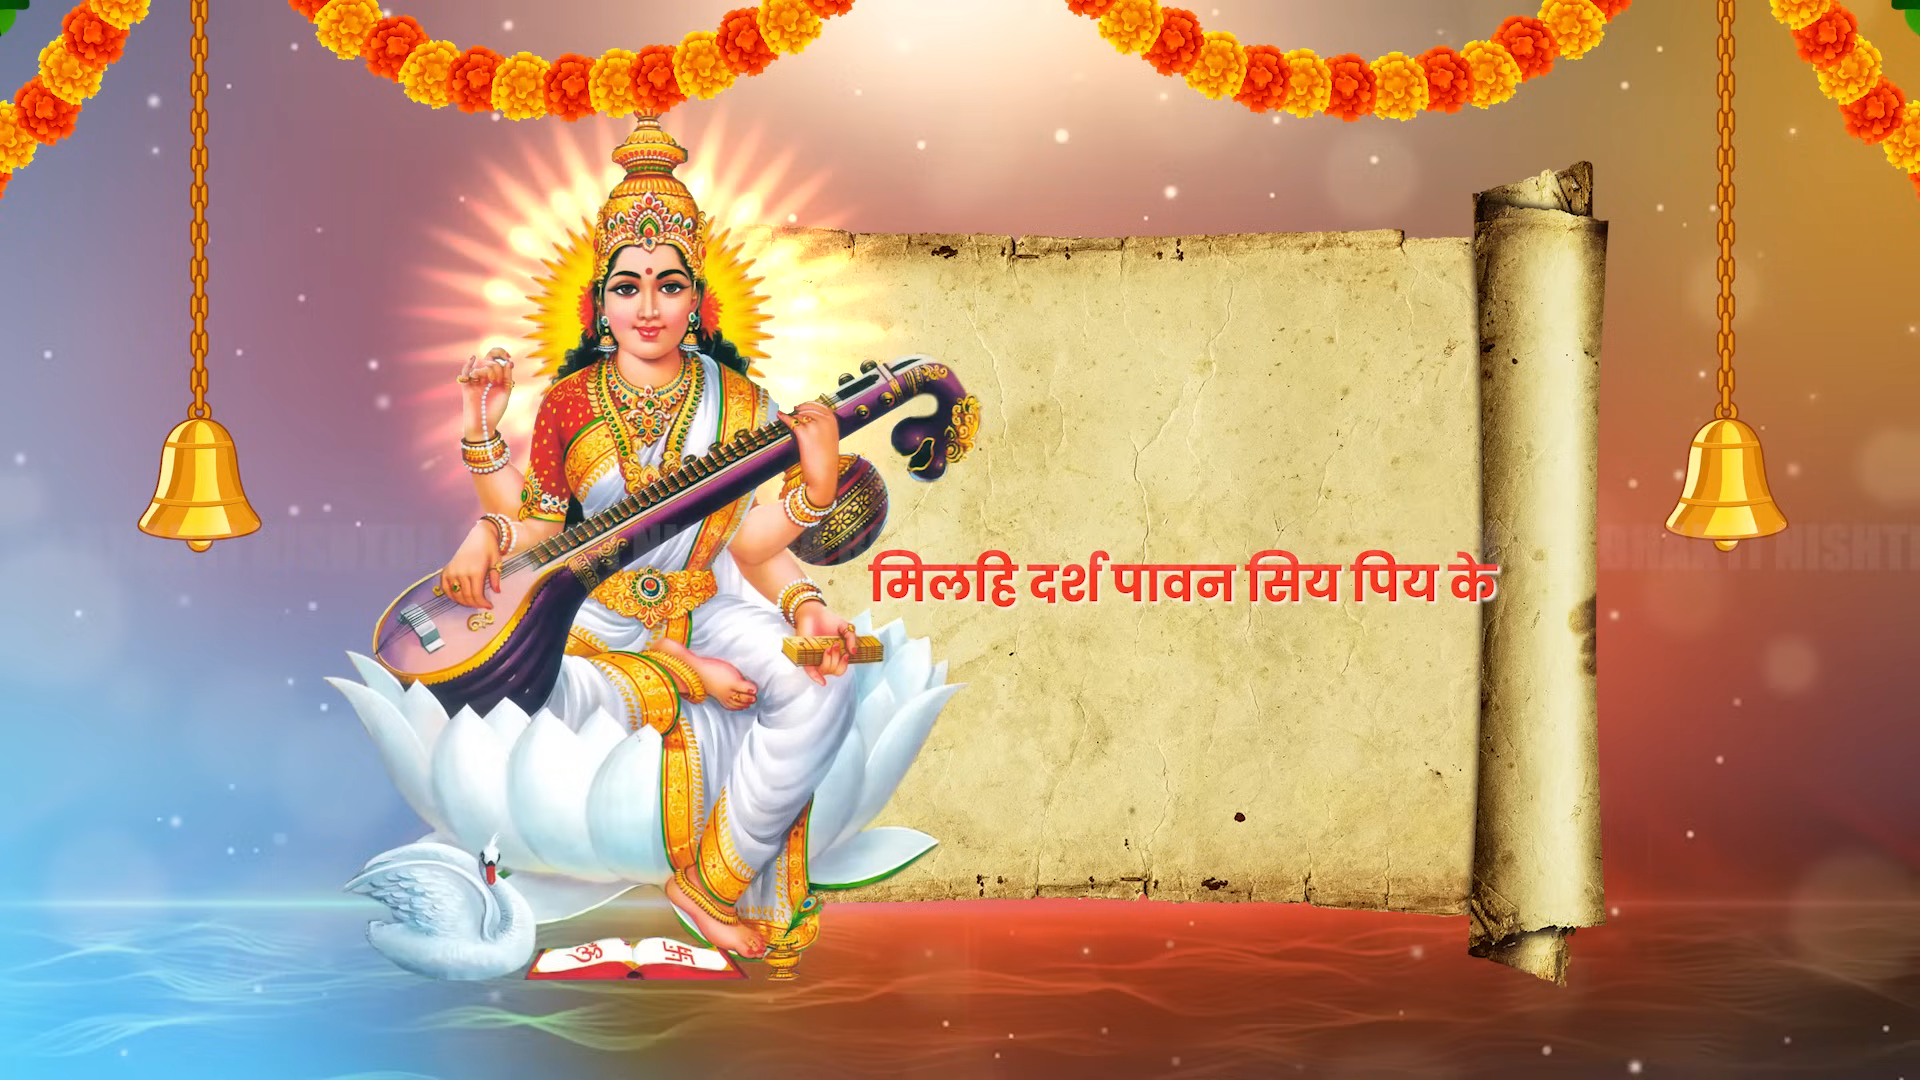 मिलहि दर्श पावन सिय पिय के
ॐ